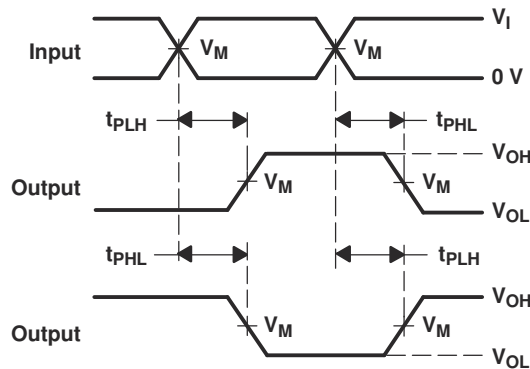 V_I
Input V_M V_M
0 V
t_PLH t_PHL
V_OH
Output V_M V_M
V_OL
t_PHL t_PLH
V_OH
Output V_M V_M
V_OL